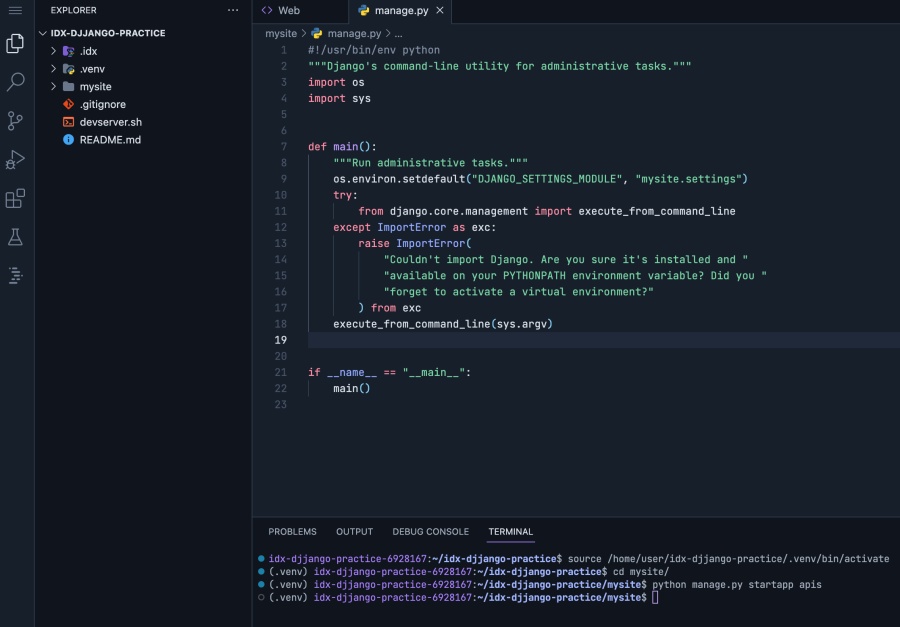 EXPLORER
IDX-DJJANGO-PRACTICE
.idx
.venv
mysite
.gitignore
devserver.sh
README.md
Web
manage.py
mysite > manage.py > ...
1 #!/usr/bin/env python
2 """Django's command-line utility for administrative tasks."""
3 import os
4 import sys
5
6
7 def main():
8 """Run administrative tasks."""
9 os.environ.setdefault("DJANGO_SETTINGS_MODULE", "mysite.settings")
10 try:
11 from django.core.management import execute_from_command_line
12 except ImportError as exc:
13 raise ImportError(
14 "Couldn't import Django. Are you sure it's installed and "
15 "available on your PYTHONPATH environment variable? Did you "
16 "forget to activate a virtual environment?"
17 ) from exc
18 execute_from_command_line(sys.argv)
19
20
21 if __name__ == "__main__":
22 main()
23
PROBLEMS OUTPUT DEBUG CONSOLE TERMINAL
idx-djjango-practice-6928167:~/idx-djjango-practice$ source /home/user/idx-djjango-practice/.venv/bin/activate
(.venv) idx-djjango-practice-6928167:~/idx-djjango-practice$ cd mysite/
(.venv) idx-djjango-practice-6928167:~/idx-djjango-practice/mysite$ python manage.py startapp apis
(.venv) idx-djjango-practice-6928167:~/idx-djjango-practice/mysite$